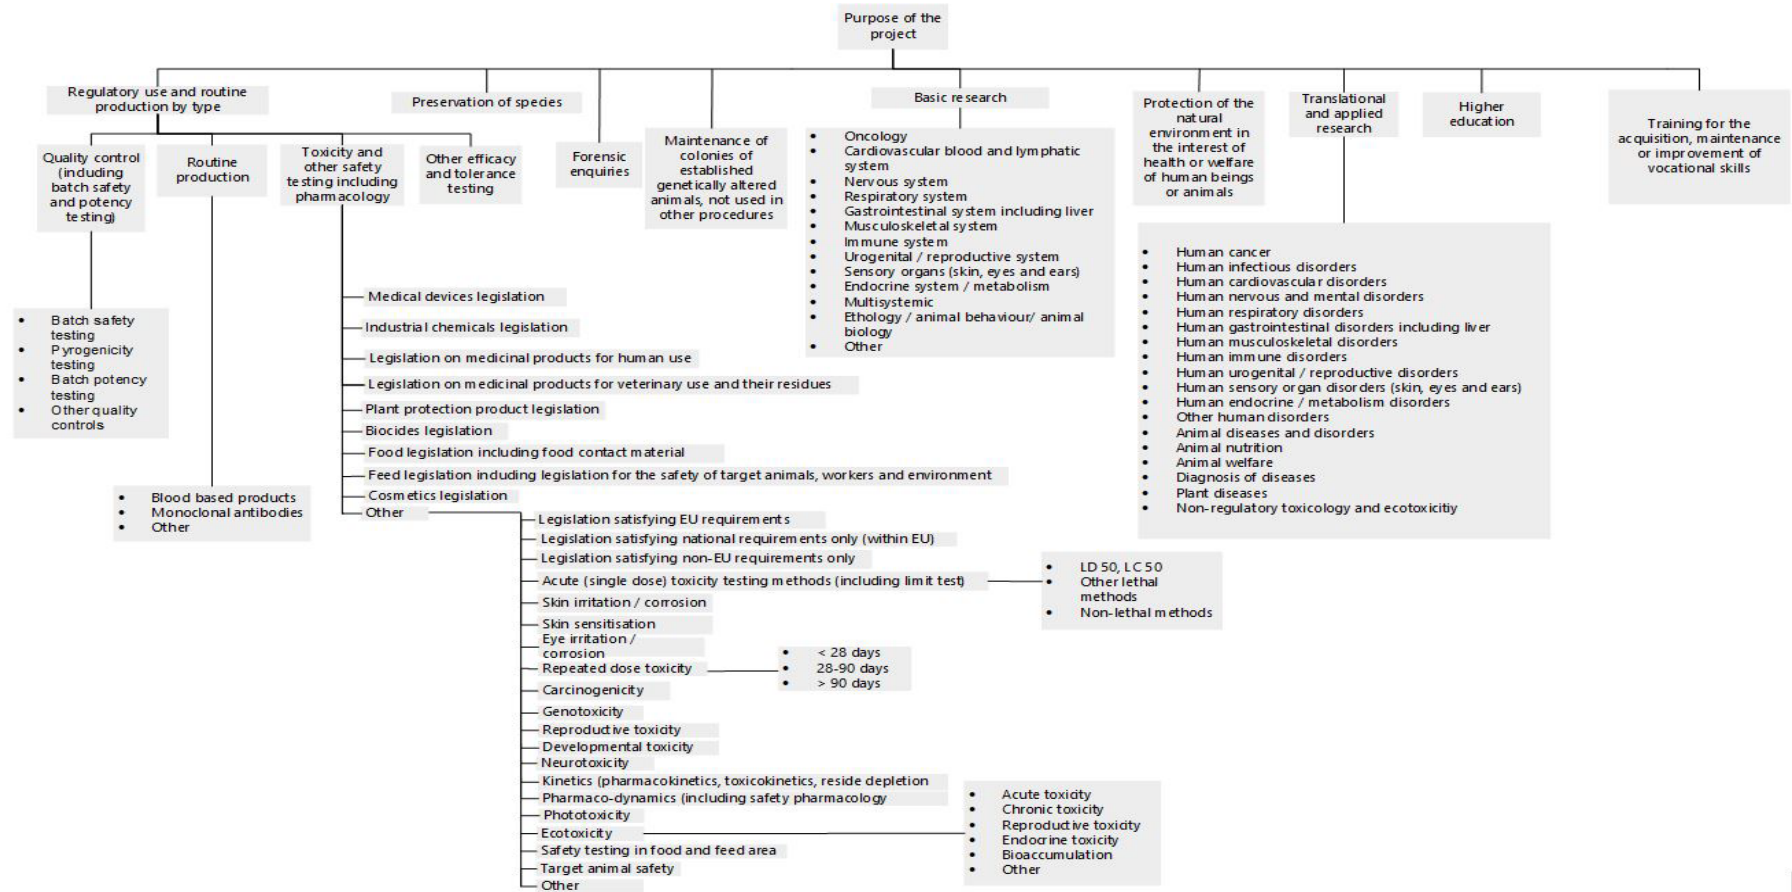 Purpose of the
project
Regulatory use and routine
production by type
Preservation of species
Basic research
Protection of the
natural
environment in
the interest of
health or welfare
of human beings
or animals
Translational
and applied
research
Higher
education
Training for the
acquisition, maintenance
or improvement of
vocational skills
Quality control
(including
batch safety
and potency
testing)
Routine
production
Toxicity and
other safety
testing including
pharmacology
Other efficacy
and tolerance
testing
Forensic
enquiries
Maintenance of
colonies of
established
genetically altered
animals, not used in
other procedures
• Oncology
• Cardiovascular blood and lymphatic
system
• Nervous system
• Respiratory system
• Gastrointestinal system including liver
• Musculoskeletal system
• Immune system
• Urogenital / reproductive system
• Sensory organs (skin, eyes and ears)
• Endocrine system / metabolism
• Multisystemic
• Ethology / animal behaviour/ animal
biology
• Other
• Human cancer
• Human infectious disorders
• Human cardiovascular disorders
• Human nervous and mental disorders
• Human respiratory disorders
• Human gastrointestinal disorders including liver
• Human musculoskeletal disorders
• Human immune disorders
• Human urogenital / reproductive disorders
• Human sensory organ disorders (skin, eyes and ears)
• Human endocrine / metabolism disorders
• Other human disorders
• Animal diseases and disorders
• Animal nutrition
• Animal welfare
• Diagnosis of diseases
• Plant diseases
• Non-regulatory toxicology and ecotoxicitiy
• Batch safety
testing
• Pyrogenicity
testing
• Batch potency
testing
• Other quality
controls
• Blood based products
• Monoclonal antibodies
• Other
Medical devices legislation
Industrial chemicals legislation
Legislation on medicinal products for human use
Legislation on medicinal products for veterinary use and their residues
Plant protection product legislation
Biocides legislation
Food legislation including food contact material
Feed legislation including legislation for the safety of target animals, workers and environment
Cosmetics legislation
Other
Legislation satisfying EU requirements
Legislation satisfying national requirements only (within EU)
Legislation satisfying non-EU requirements only
Acute (single dose) toxicity testing methods (including limit test)
• LD 50, LC 50
• Other lethal
methods
• Non-lethal methods
Skin irritation / corrosion
Skin sensitisation
Eye irritation /
corrosion
Repeated dose toxicity
• < 28 days
• 28-90 days
• > 90 days
Carcinogenicity
Genotoxicity
Reproductive toxicity
Developmental toxicity
Neurotoxicity
Kinetics (pharmacokinetics, toxicokinetics, reside depletion
Pharmaco-dynamics (including safety pharmacology
Phototoxicity
Ecotoxicity
• Acute toxicity
• Chronic toxicity
• Reproductive toxicity
• Endocrine toxicity
• Bioaccumulation
• Other
Safety testing in food and feed area
Target animal safety
Other